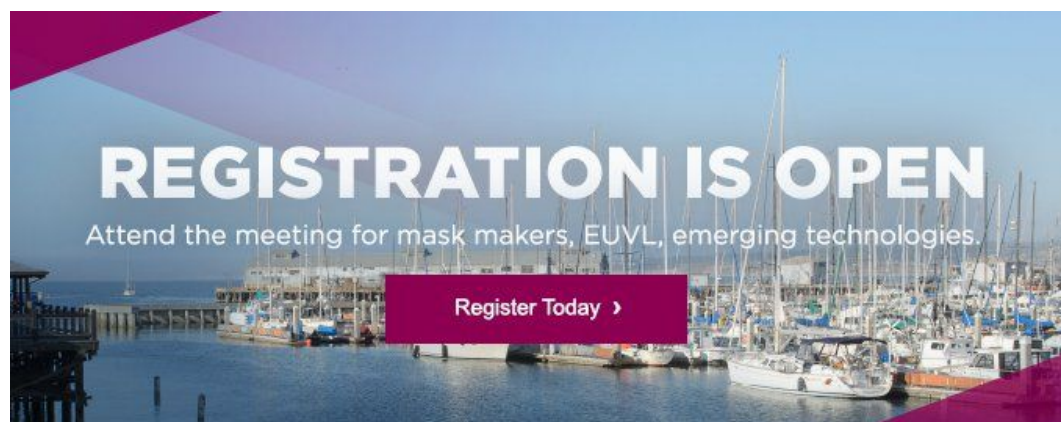 REGISTRATION IS OPEN
Attend the meeting for mask makers, EUVL, emerging technologies.
Register Today ›